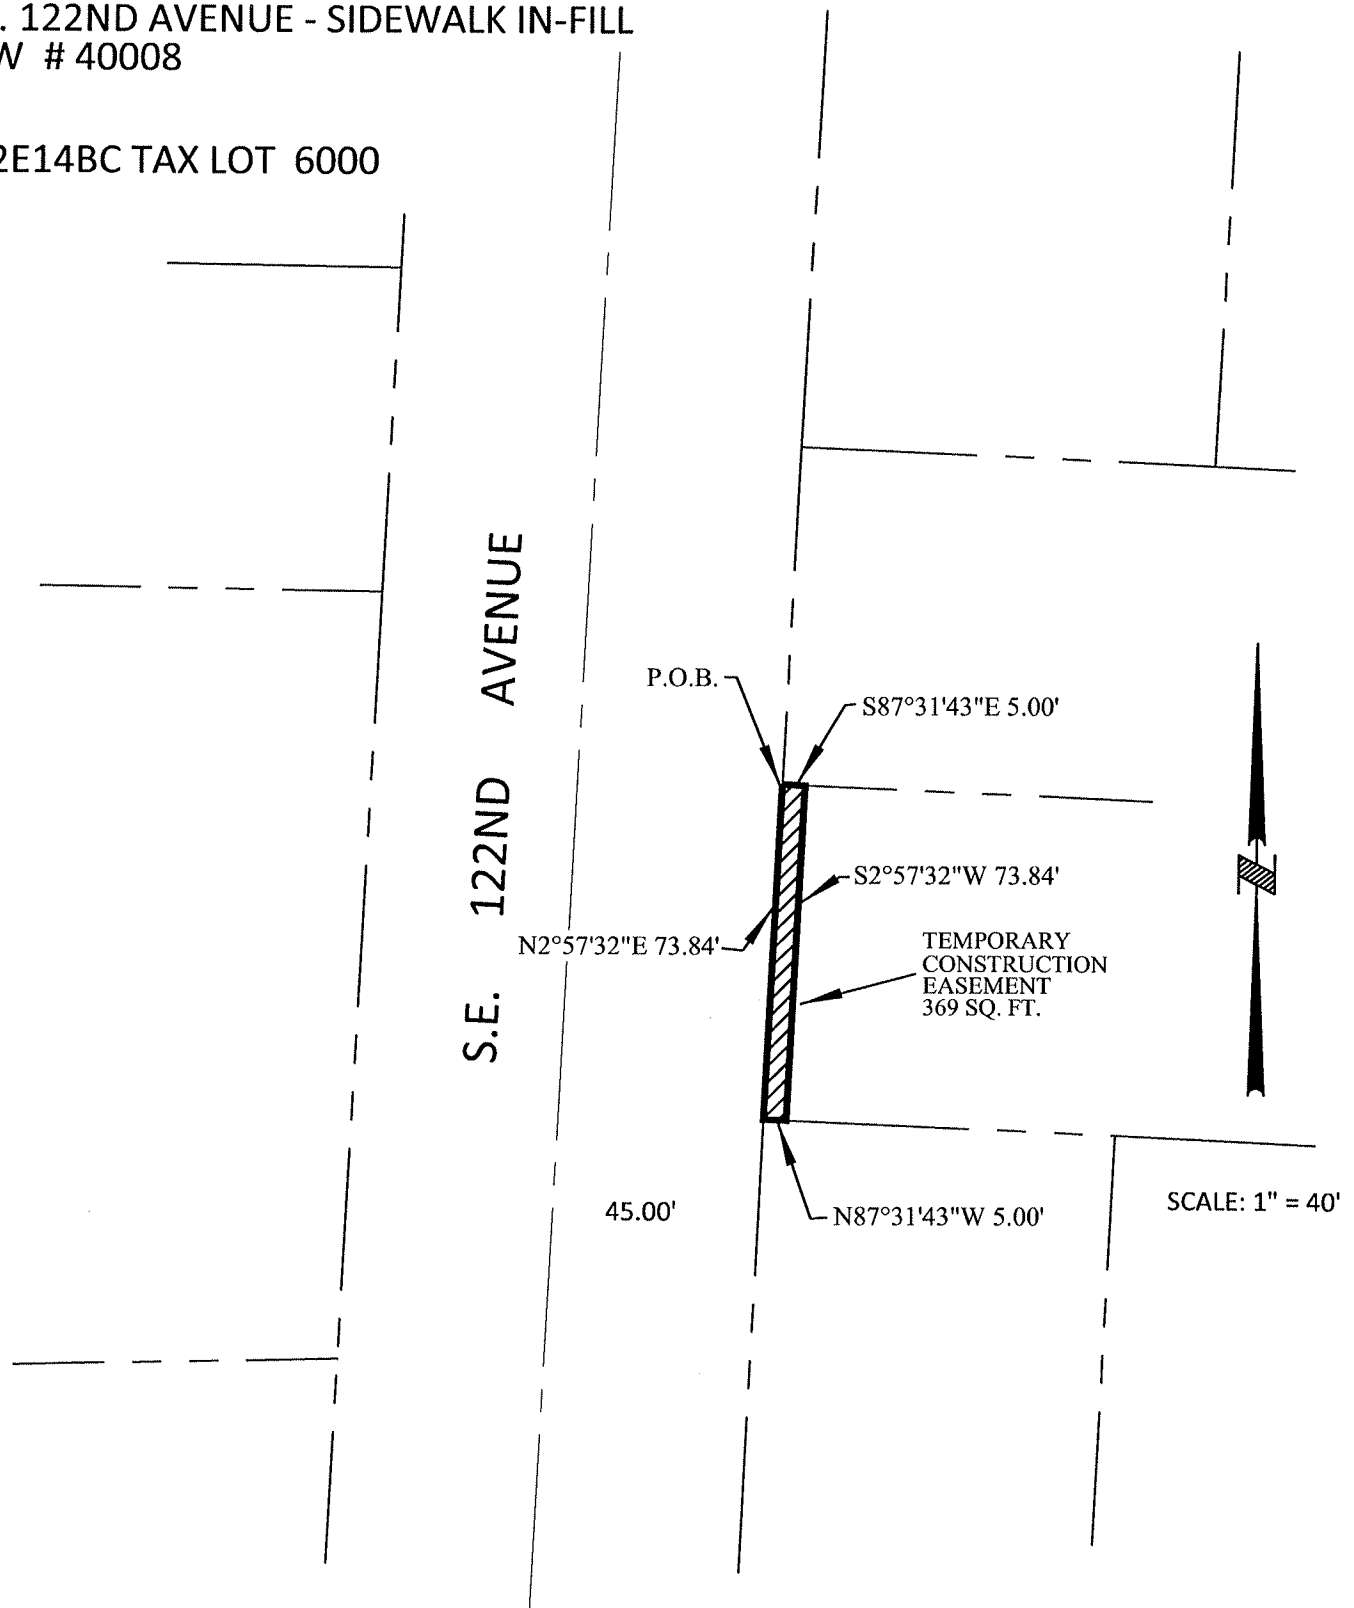 . 122ND AVENUE - SIDEWALK IN-FILL
W # 40008
2E14BC TAX LOT 6000
S.E. 122ND AVENUE
P.O.B.
S87°31'43"E 5.00'
S2°57'32"W 73.84'
N2°57'32"E 73.84'
TEMPORARY
CONSTRUCTION
EASEMENT
369 SQ. FT.
45.00'
N87°31'43"W 5.00'
SCALE: 1" = 40'